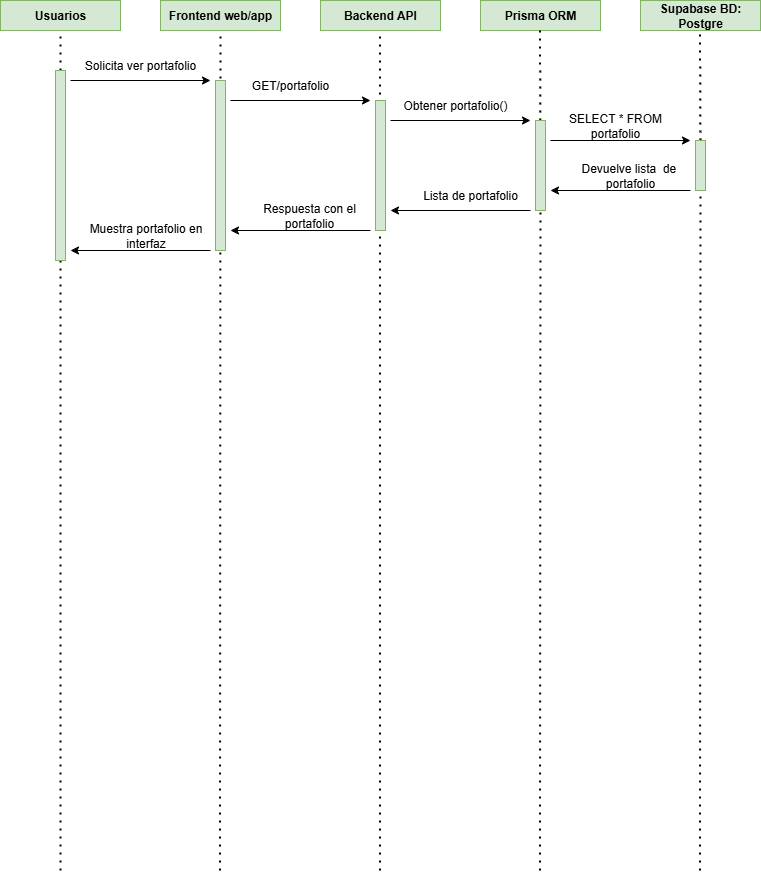 Usuarios
Frontend web/app
Backend API
Prisma ORM
Supabase BD:
Postgre
Solicita ver portafolio
GET/portafolio
Obtener portafolio()
SELECT * FROM
portafolio
Devuelve lista de
portafolio
Lista de portafolio
Respuesta con el
portafolio
Muestra portafolio en
interfaz